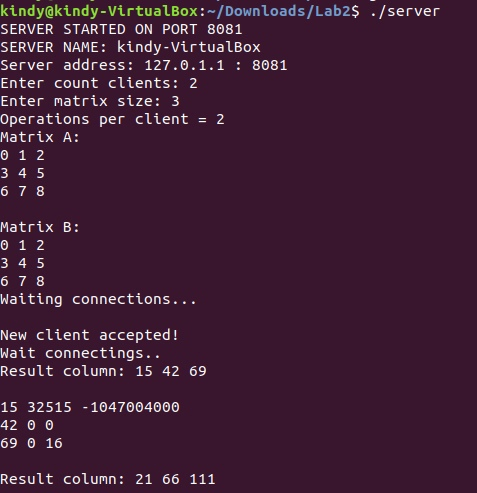 kindy@kindy-VirtualBox:~/Downloads/Lab2$ ./server
SERVER STARTED ON PORT 8081
SERVER NAME: kindy-VirtualBox
Server address: 127.0.1.1 : 8081
Enter count clients: 2
Enter matrix size: 3
Operations per client = 2
Matrix A:
0 1 2
3 4 5
6 7 8
Matrix B:
0 1 2
3 4 5
6 7 8
Waiting connections...
New client accepted!
Wait connectings..
Result column: 15 42 69
15 32515 -1047004000
42 0 0
69 0 16
Result column: 21 66 111